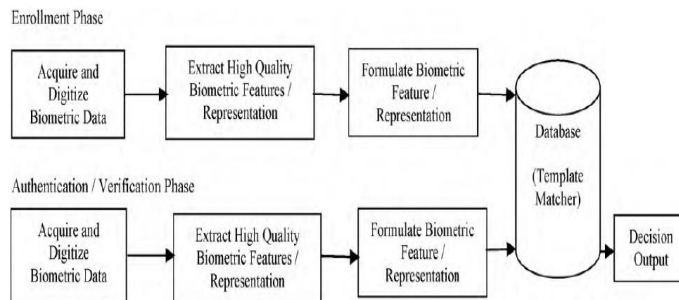 Enrollment Phase
Acquire and
Digitize
Biometric Data
Extract High Quality
Biometric Features /
Representation
Formulate Biometric
Feature /
Representation
Database
(Template
Matcher)
Authentication / Verification Phase
Acquire and
Digitize
Biometric Data
Extract High Quality
Biometric Features /
Representation
Formulate Biometric
Feature /
Representation
Decision
Output